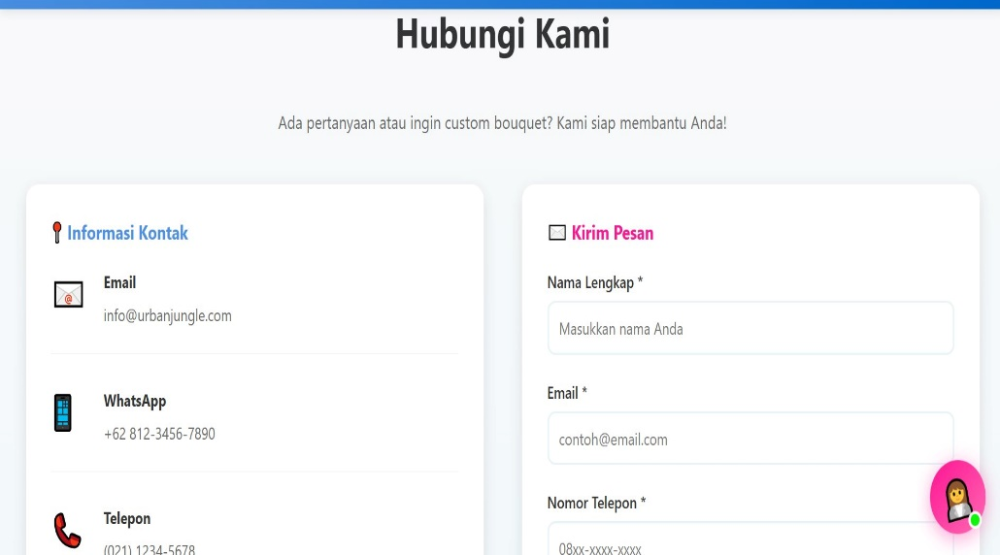 Hubungi Kami
Ada pertanyaan atau ingin custom bouquet? Kami siap membantu Anda!
Informasi Kontak
Email
info@urbanjungle.com
WhatsApp
+62 812-3456-7890
Telepon
(021) 1234-5678
Kirim Pesan
Nama Lengkap *
Masukkan nama Anda
Email *
contoh@email.com
Nomor Telepon *
08xx-xxxx-xxxx